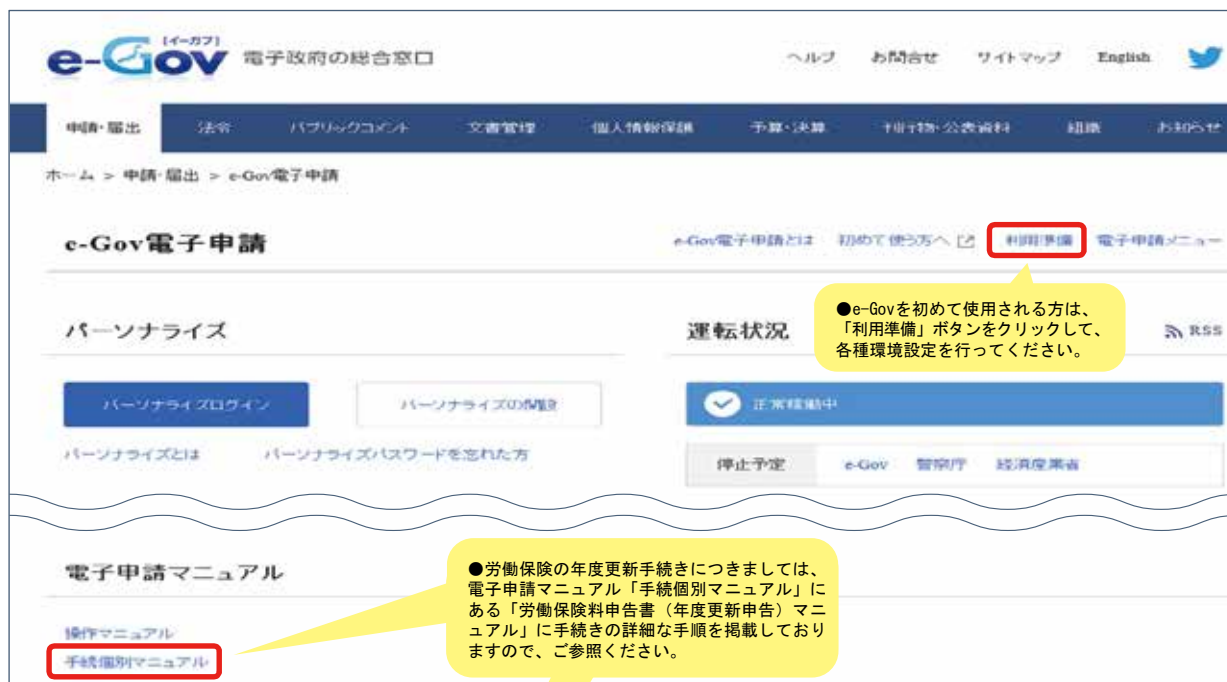 e-Gov [イーガブ] 電子政府の総合窓口
ヘルプ お問合せ サイトマップ English
申請・届出 法令 パブリックコメント 文書管理 個人情報保護 予算・決算 刊行物・公表資料 組織 お知らせ
ホーム > 申請・届出 > e-Gov電子申請
e-Gov電子申請
e-Gov電子申請とは 初めて使う方へ 利用準備 電子申請メニュー
●e-Govを初めて使用される方は、
「利用準備」ボタンをクリックして、
各種環境設定を行ってください。
パーソナライズ
運転状況
RSS
パーソナライズログイン パーソナライズの開設
正常稼働中
パーソナライズとは パーソナライズパスワードを忘れた方
停止予定 e-Gov 警察庁 経済産業省
電子申請マニュアル
●労働保険の年度更新手続きにつきましては、
電子申請マニュアル「手続個別マニュアル」に
ある「労働保険料申告書（年度更新申告）マニ
ュアル」に手続きの詳細な手順を掲載しており
ますので、ご参照ください。
操作マニュアル
手続個別マニュアル